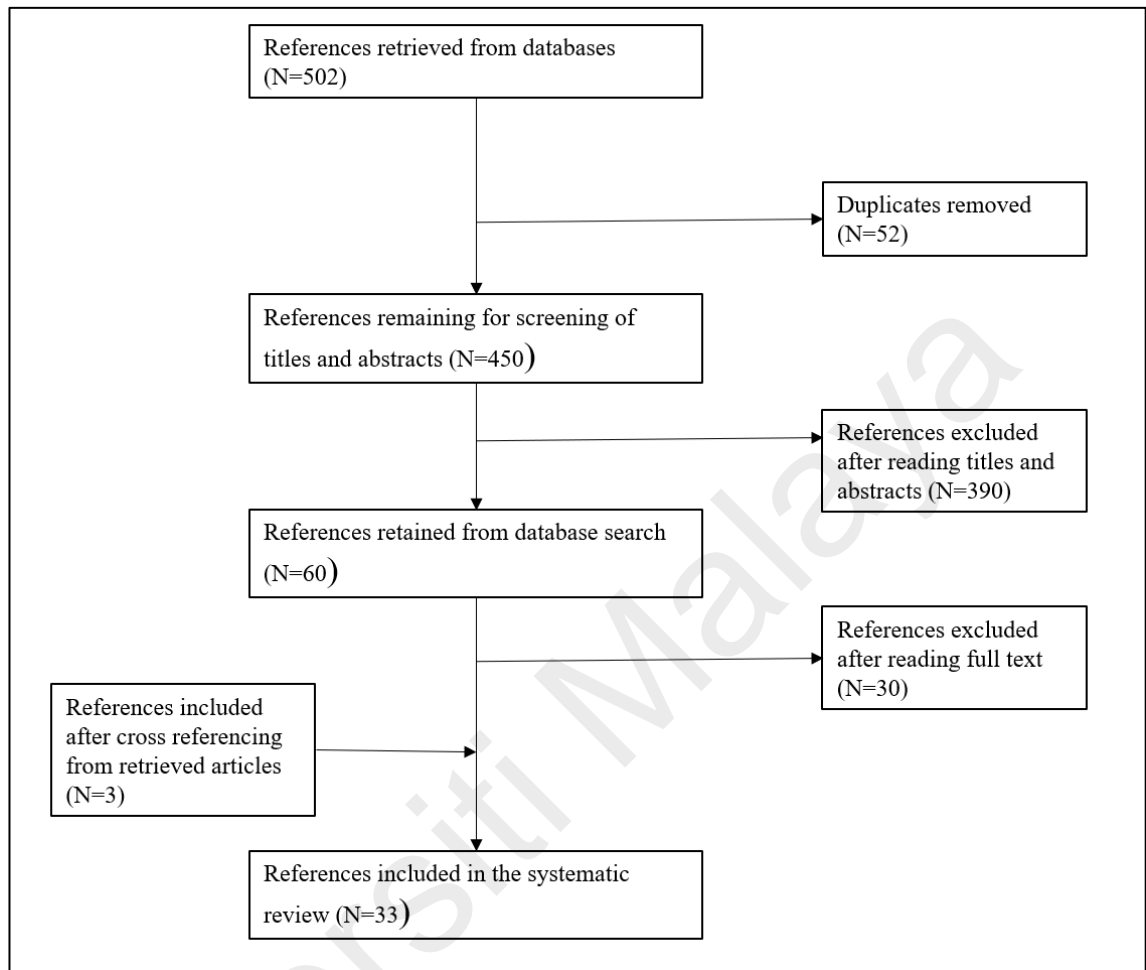 References retrieved from databases
(N=502)
Duplicates removed
(N=52)
References remaining for screening of
titles and abstracts (N=450)
References excluded
after reading titles and
abstracts (N=390)
References retained from database search
(N=60)
References excluded
after reading full text
(N=30)
References included
after cross referencing
from retrieved articles
(N=3)
References included in the systematic
review (N=33)
ersiti Malaya